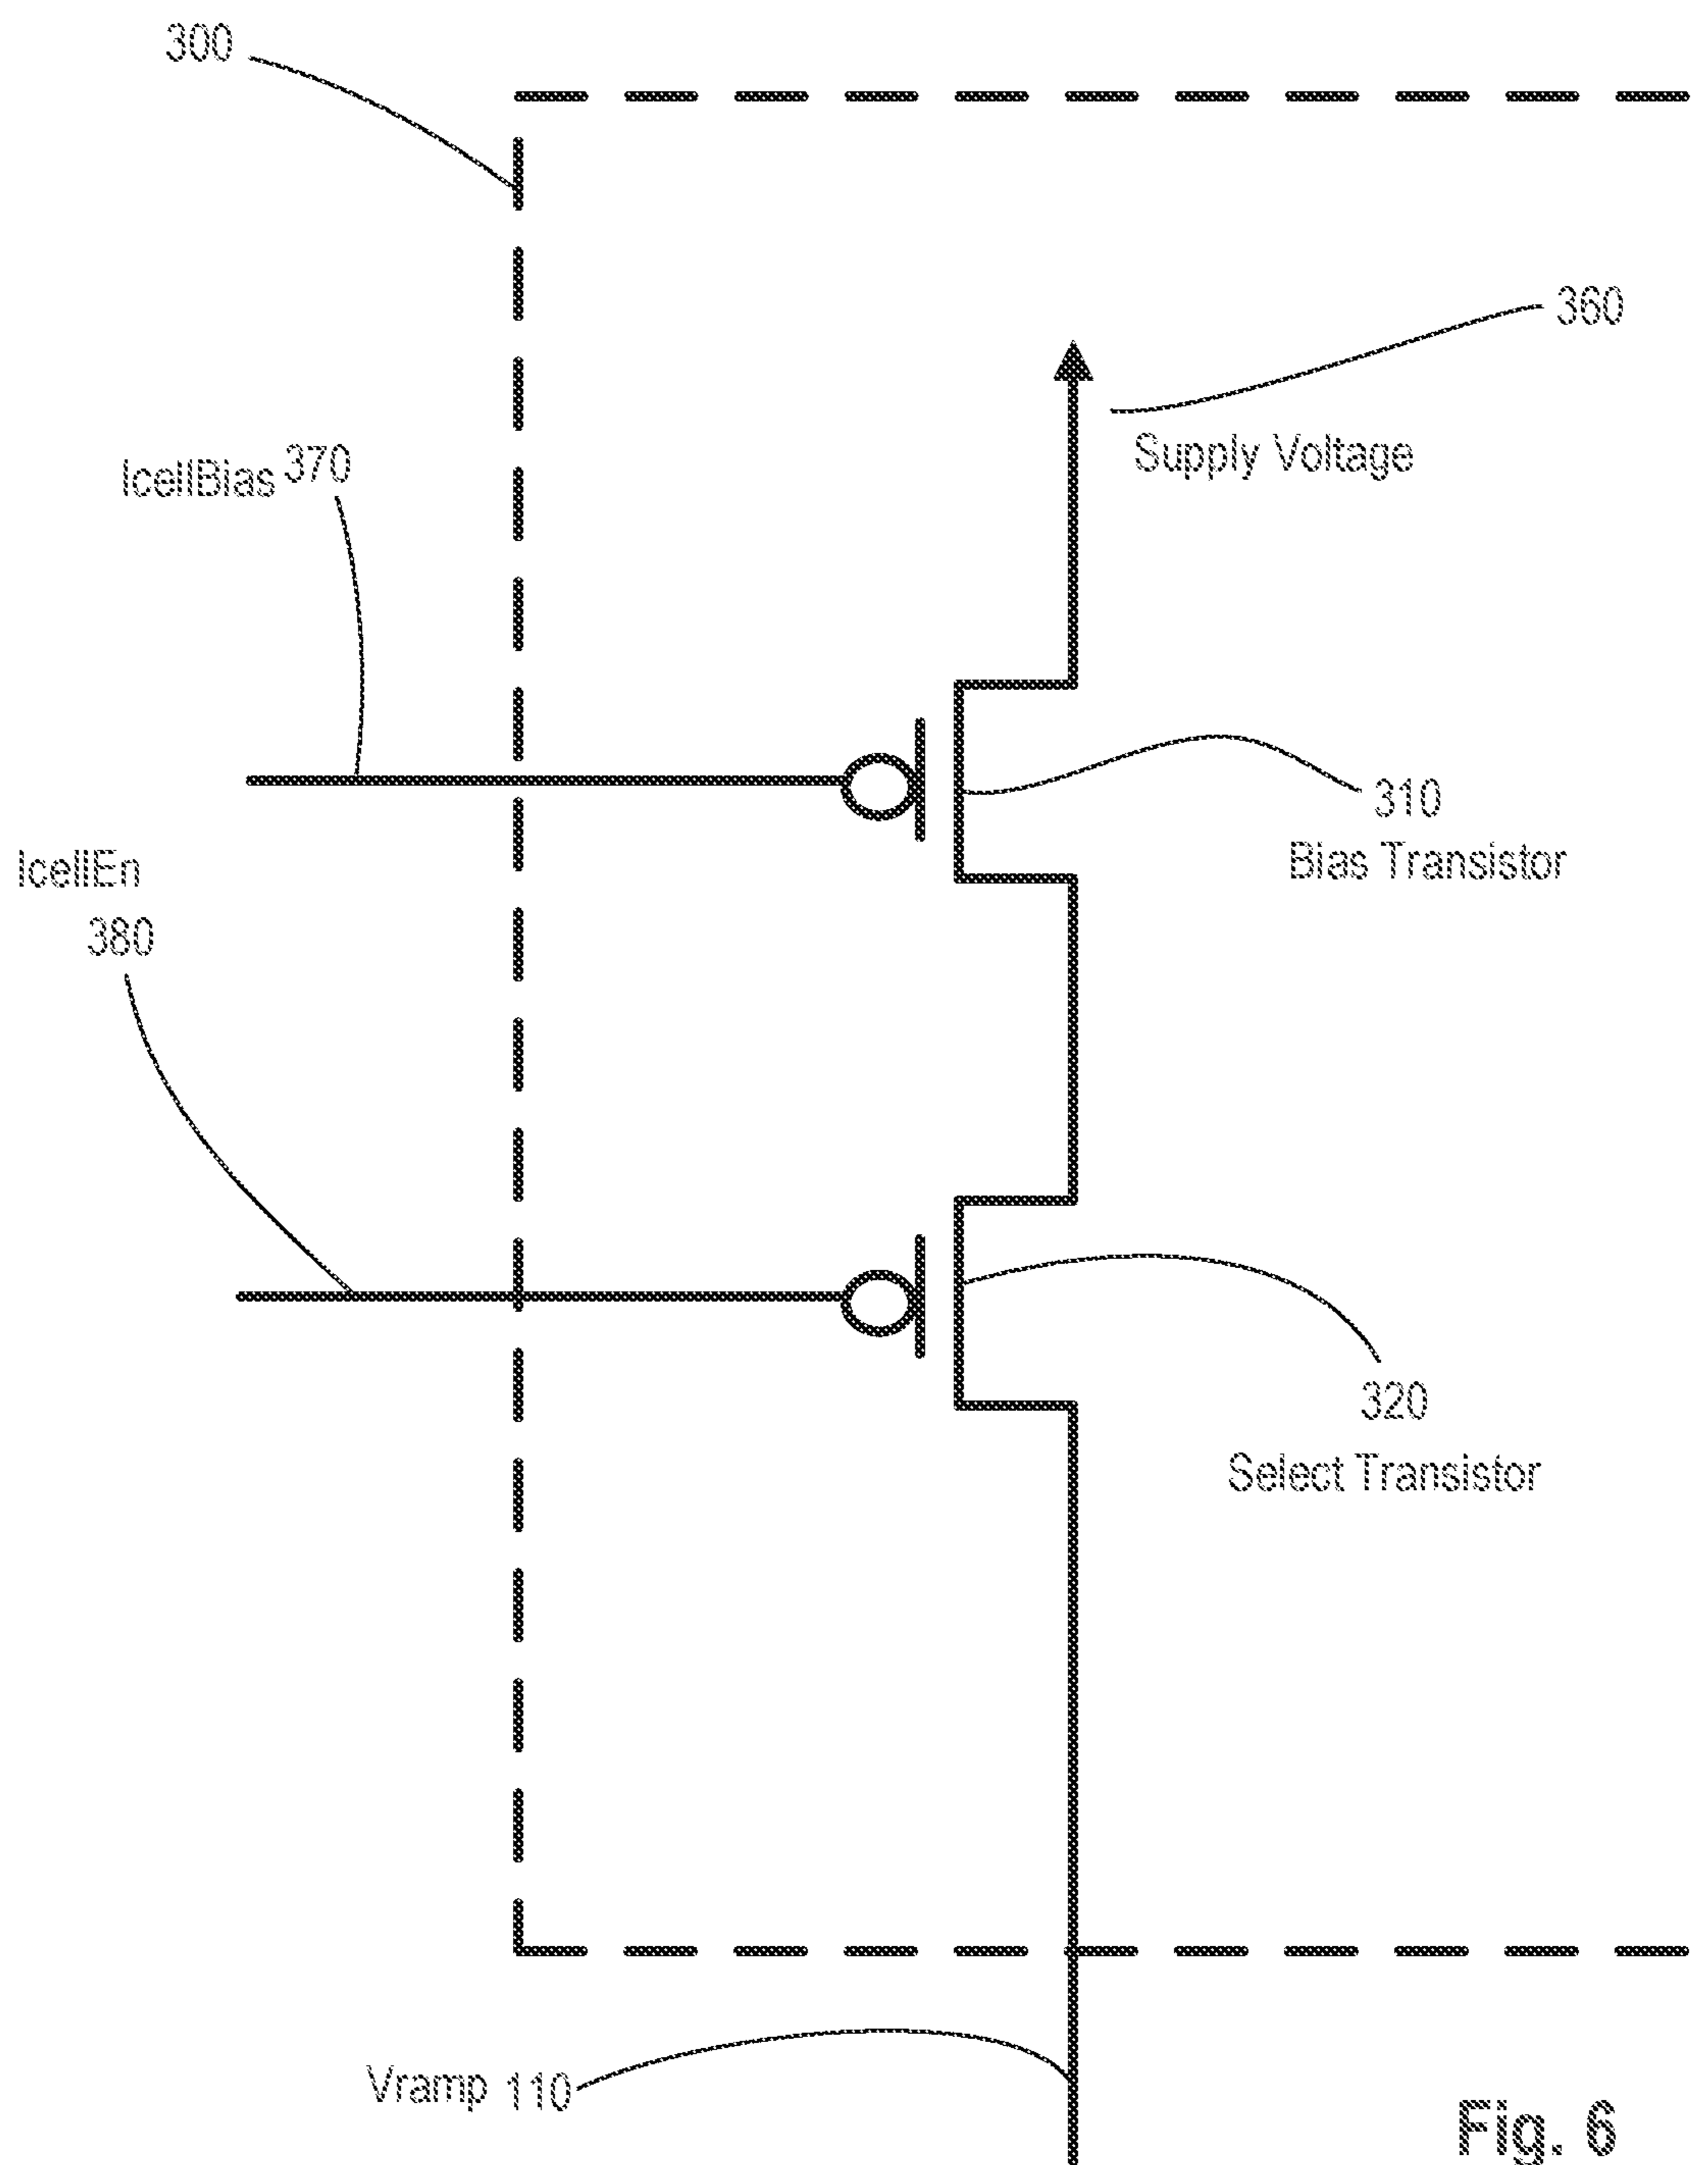 300
360
Supply Voltage
IcellBias 370
310
Bias Transistor
IcellEn
380
320
Select Transistor
Vramp 110
Fig. 6